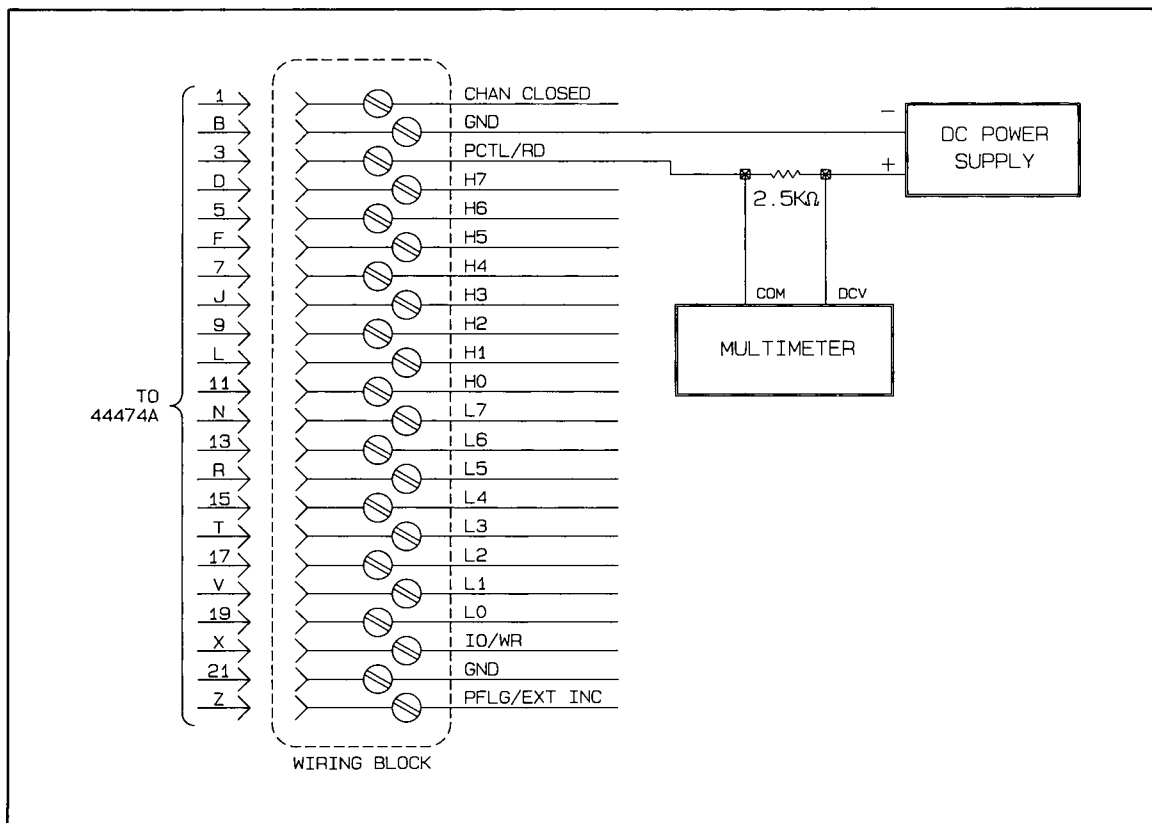 1 CHAN CLOSED
B GND
3 PCTL/RD
D H7
5 H6
F H5
7 H4
J H3
9 H2
L H1
11 H0
N L7
13 L6
R L5
15 L4
T L3
17 L2
V L1
19 L0
X IO/WR
21 GND
Z PFLG/EXT INC
TO
44474A
WIRING BLOCK
−
+
DC POWER
SUPPLY
2.5KΩ
COM DCV
MULTIMETER